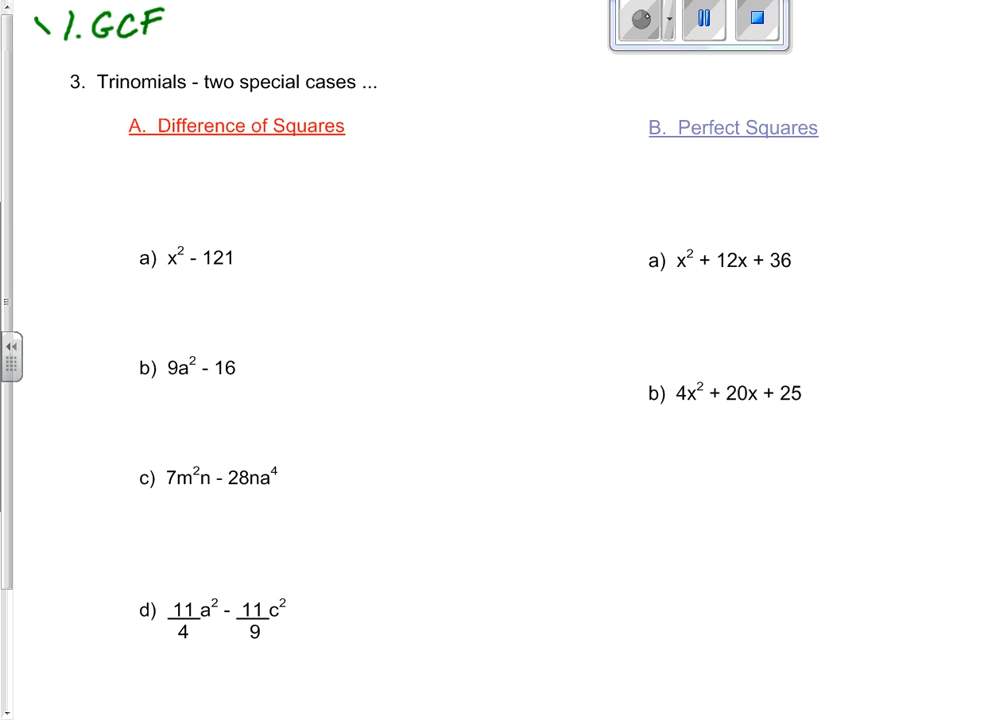 1. GCF
3. Trinomials - two special cases ...
A. Difference of Squares
B. Perfect Squares
a) x² - 121
a) x² + 12x + 36
b) 9a² - 16
b) 4x² + 20x + 25
c) 7m²n - 28na⁴
d) 11/4 a² - 11/9 c²